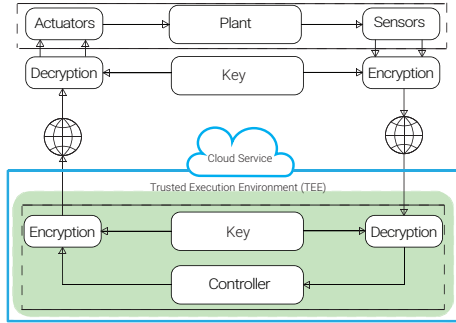 Actuators
Plant
Sensors
Decryption
Key
Encryption
Cloud Service
Trusted Execution Environment (TEE)
Encryption
Key
Decryption
Controller